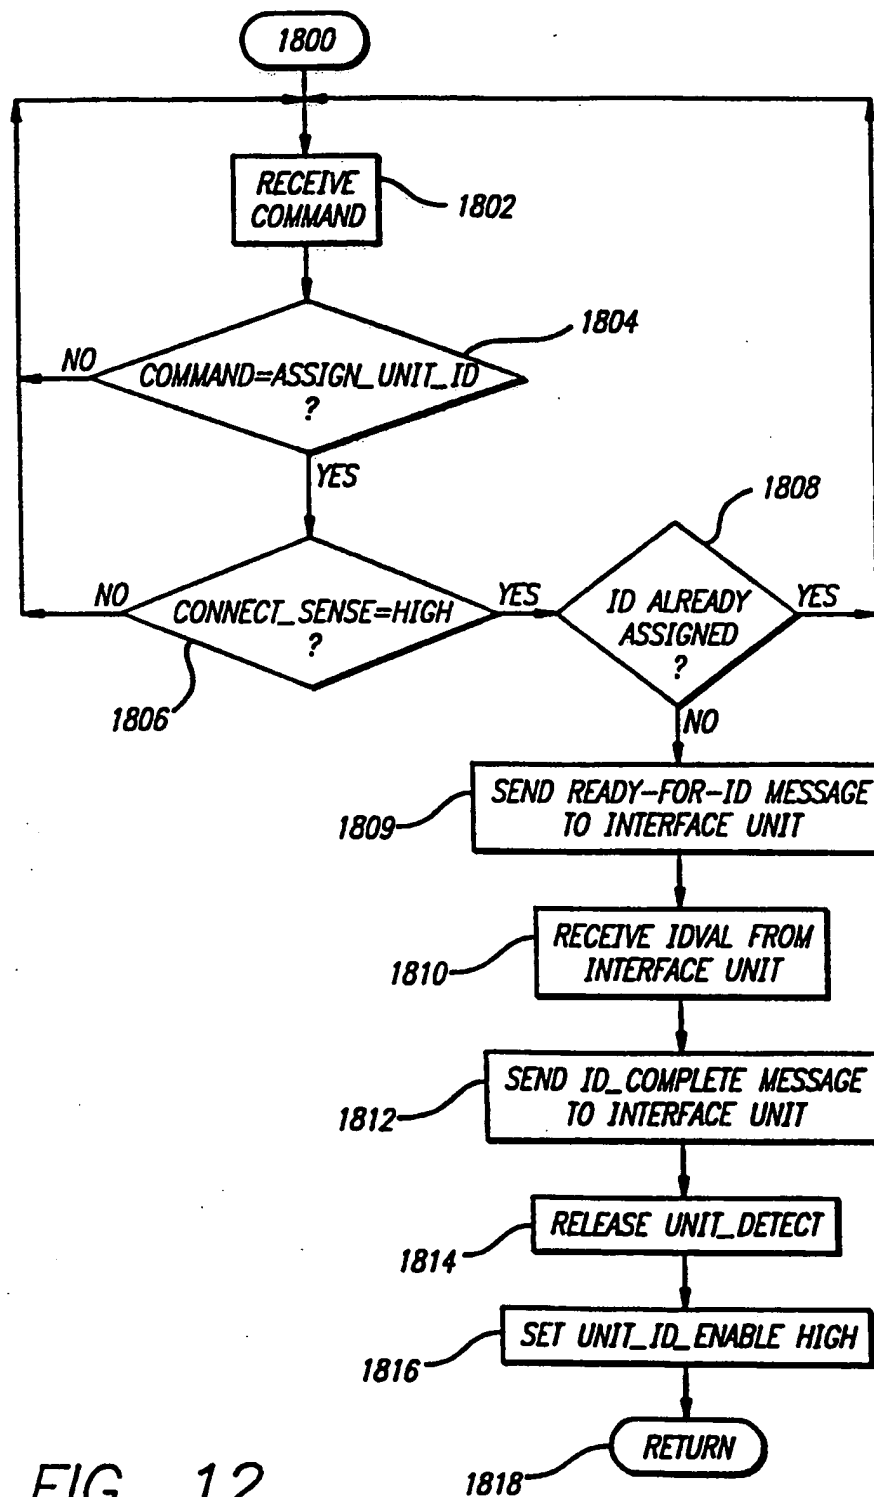 1800
RECEIVE
COMMAND
1802
1804
NO
COMMAND=ASSIGN_UNIT_ID
?
YES
1808
NO
CONNECT_SENSE=HIGH
?
YES
ID ALREADY
ASSIGNED
?
YES
1806
NO
SEND READY-FOR-ID MESSAGE
TO INTERFACE UNIT
1809
RECEIVE IDVAL FROM
INTERFACE UNIT
1810
SEND ID_COMPLETE MESSAGE
TO INTERFACE UNIT
1812
RELEASE UNIT_DETECT
1814
SET UNIT_ID_ENABLE HIGH
1816
RETURN
1818
FIG. 12